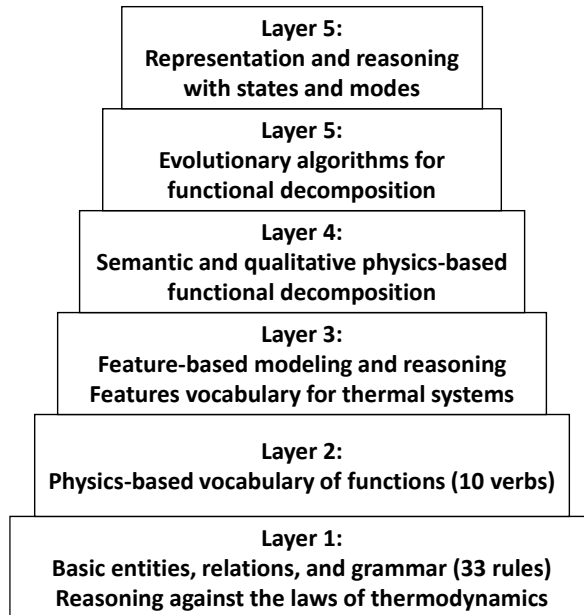 Layer 5:
Representation and reasoning
with states and modes
Layer 5:
Evolutionary algorithms for
functional decomposition
Layer 4:
Semantic and qualitative physics-based
functional decomposition
Layer 3:
Feature-based modeling and reasoning
Features vocabulary for thermal systems
Layer 2:
Physics-based vocabulary of functions (10 verbs)
Layer 1:
Basic entities, relations, and grammar (33 rules)
Reasoning against the laws of thermodynamics